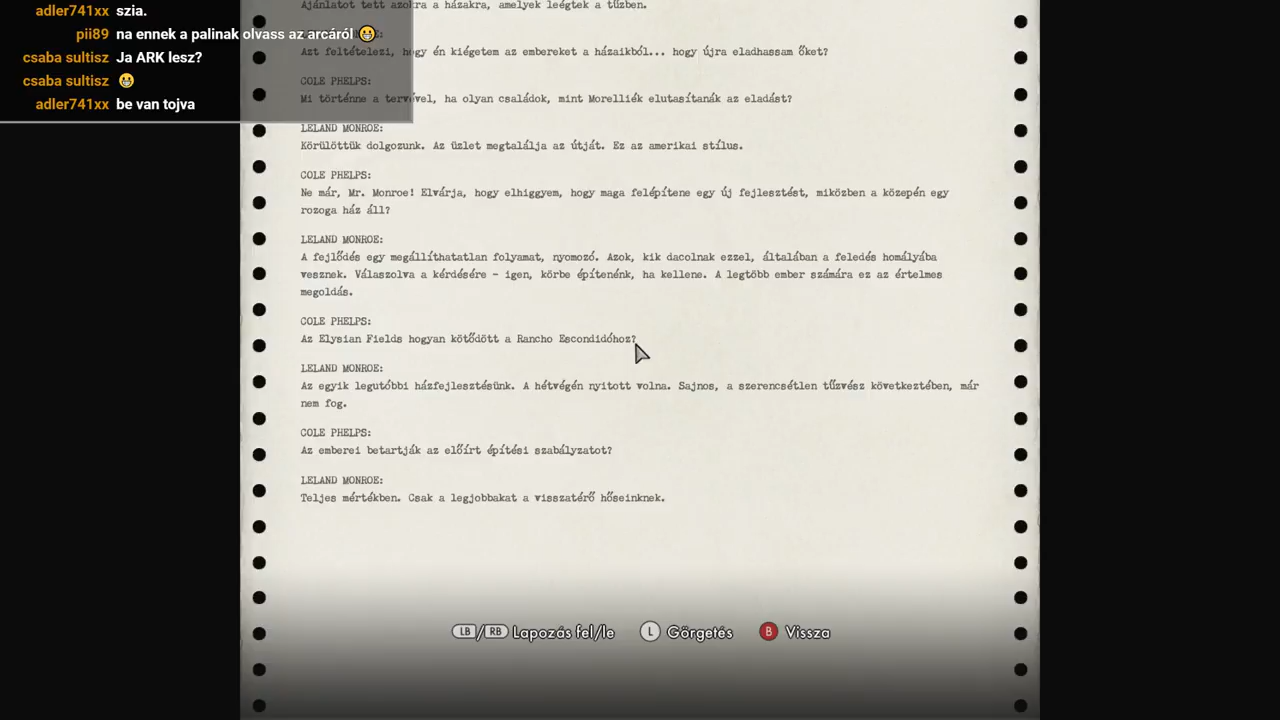 adler741xx szia.
pii89 na ennek a palinak olvass az arcáról 😀
csaba sultisz Ja ARK lesz?
csaba sultisz 😀
adler741xx be van tojva
Ajánlatot tett azokra a házakra, amelyek leégtek a tűzben.
Azt feltételezi, hogy én kiégetem az embereket a házaikból... hogy újra eladhassam őket?
COLE PHELPS:
Mi történne a tervével, ha olyan családok, mint Morelliék elutasítanák az eladást?
LELAND MONROE:
Körülöttük dolgozunk. Az üzlet megtalálja az útját. Ez az amerikai stílus.
COLE PHELPS:
Ne már, Mr. Monroe! Elvárja, hogy elhiggyem, hogy maga felépítene egy új fejlesztést, miközben a közepén egy
rozoga ház áll?
LELAND MONROE:
A fejlődés egy megállíthatatlan folyamat, nyomozó. Azok, kik dacolnak ezzel, általában a feledés homályába
vesznek. Válaszolva a kérdésére - igen, körbe építenénk, ha kellene. A legtöbb ember számára ez az értelmes
megoldás.
COLE PHELPS:
Az Elysian Fields hogyan kötődött a Rancho Escondidóhoz?
LELAND MONROE:
Az egyik legutóbbi házfejlesztésünk. A hétvégén nyitott volna. Sajnos, a szerencsétlen tűzvész következtében, már
nem fog.
COLE PHELPS:
Az emberei betartják az előírt építési szabályzatot?
LELAND MONROE:
Teljes mértékben. Csak a legjobbakat a visszatérő hőseinknek.
LB/RB Lapozás fel/le L Görgetés B Vissza